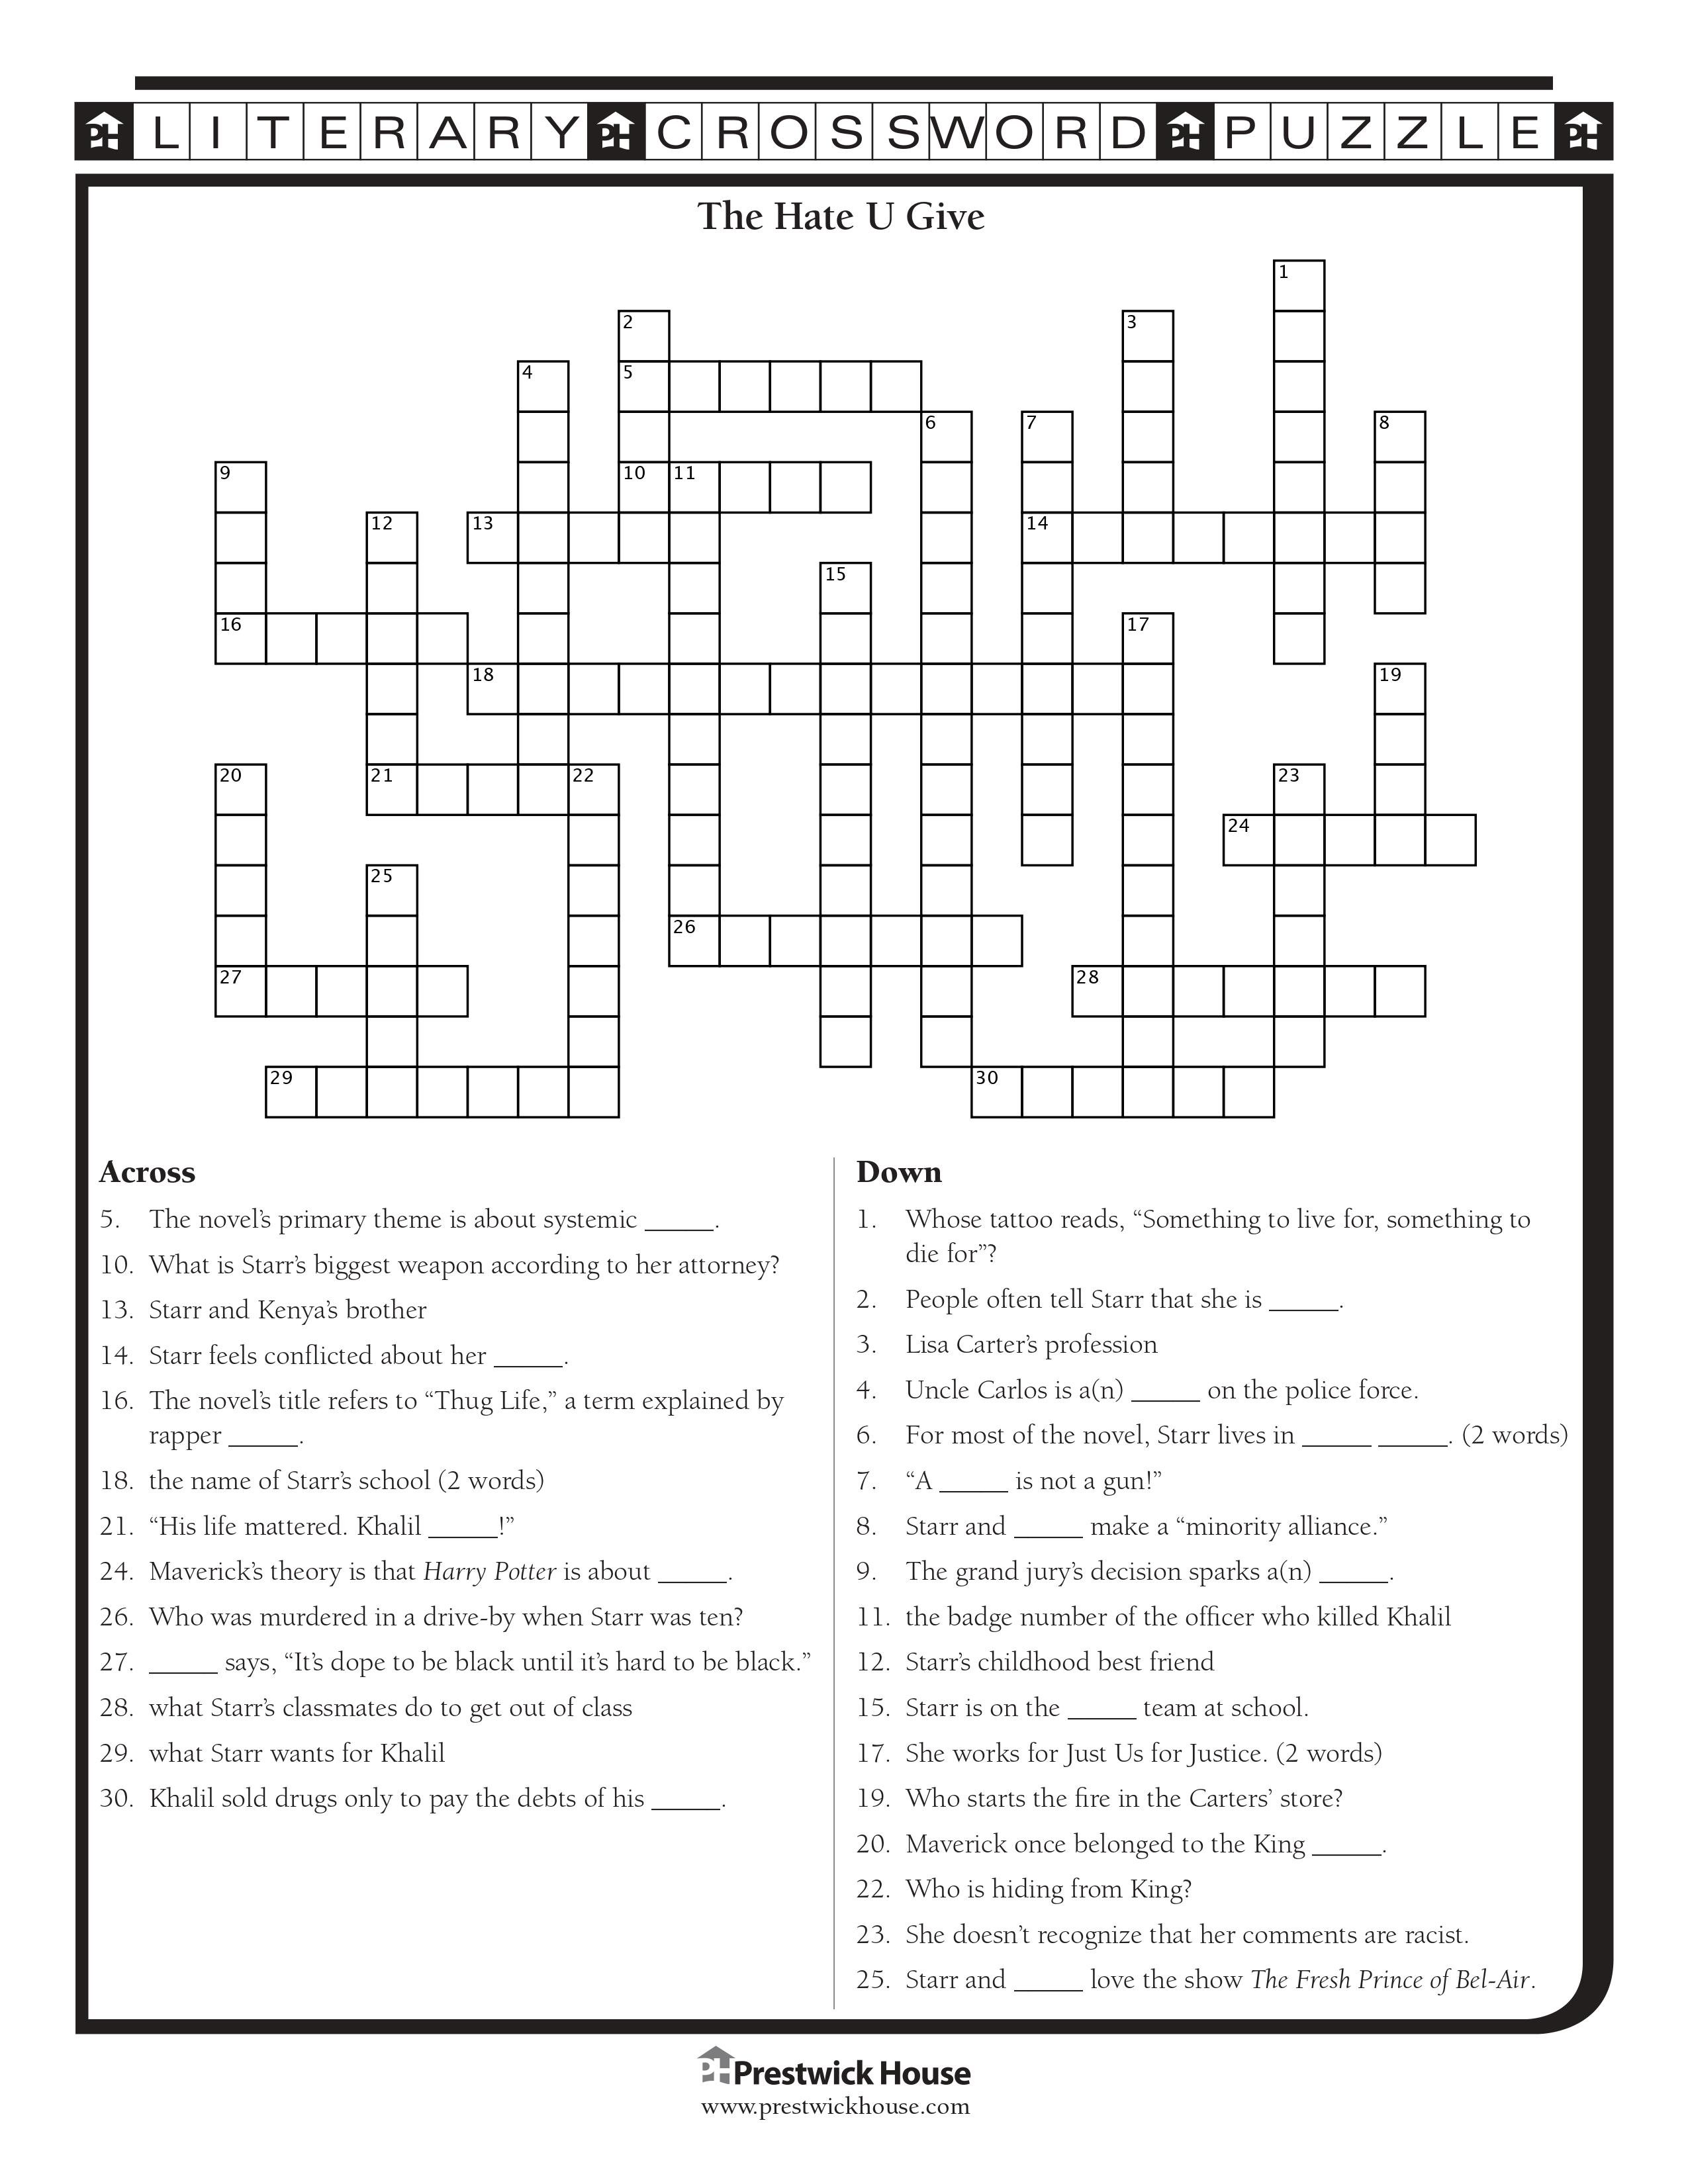 LITERARY CROSSWORD PUZZLE
The Hate U Give
1
2
3
4
5
6
7
8
9
10
11
12
13
14
15
16
17
18
19
20
21
22
23
24
25
26
27
28
29
30
Across
5. The novel’s primary theme is about systemic _____.
10. What is Starr’s biggest weapon according to her attorney?
13. Starr and Kenya’s brother
14. Starr feels conflicted about her _____.
16. The novel’s title refers to “Thug Life,” a term explained by
rapper _____.
18. the name of Starr’s school (2 words)
21. “His life mattered. Khalil _____!”
24. Maverick’s theory is that Harry Potter is about _____.
26. Who was murdered in a drive-by when Starr was ten?
27. _____ says, “It’s dope to be black until it’s hard to be black.”
28. what Starr’s classmates do to get out of class
29. what Starr wants for Khalil
30. Khalil sold drugs only to pay the debts of his _____.
Down
1. Whose tattoo reads, “Something to live for, something to
die for”?
2. People often tell Starr that she is _____.
3. Lisa Carter’s profession
4. Uncle Carlos is a(n) _____ on the police force.
6. For most of the novel, Starr lives in _____ _____. (2 words)
7. “A _____ is not a gun!”
8. Starr and _____ make a “minority alliance.”
9. The grand jury’s decision sparks a(n) _____.
11. the badge number of the officer who killed Khalil
12. Starr’s childhood best friend
15. Starr is on the _____ team at school.
17. She works for Just Us for Justice. (2 words)
19. Who starts the fire in the Carters’ store?
20. Maverick once belonged to the King _____.
22. Who is hiding from King?
23. She doesn’t recognize that her comments are racist.
25. Starr and _____ love the show The Fresh Prince of Bel-Air.
PH Prestwick House
www.prestwickhouse.com